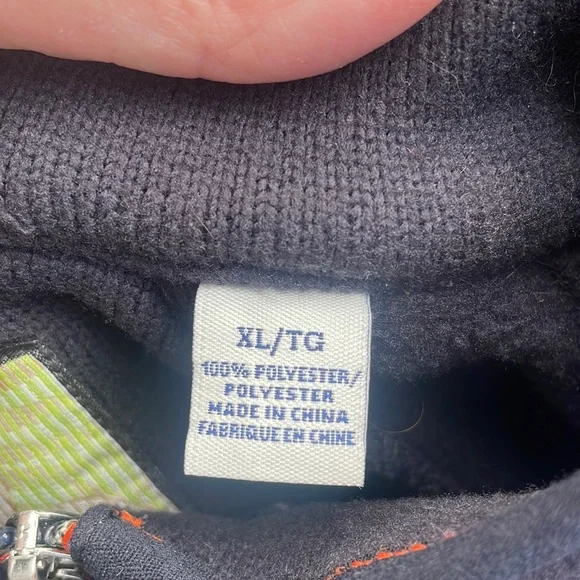 XL/TG
100% POLYESTER/
POLYESTER
MADE IN CHINA
FABRIQUE EN CHINE